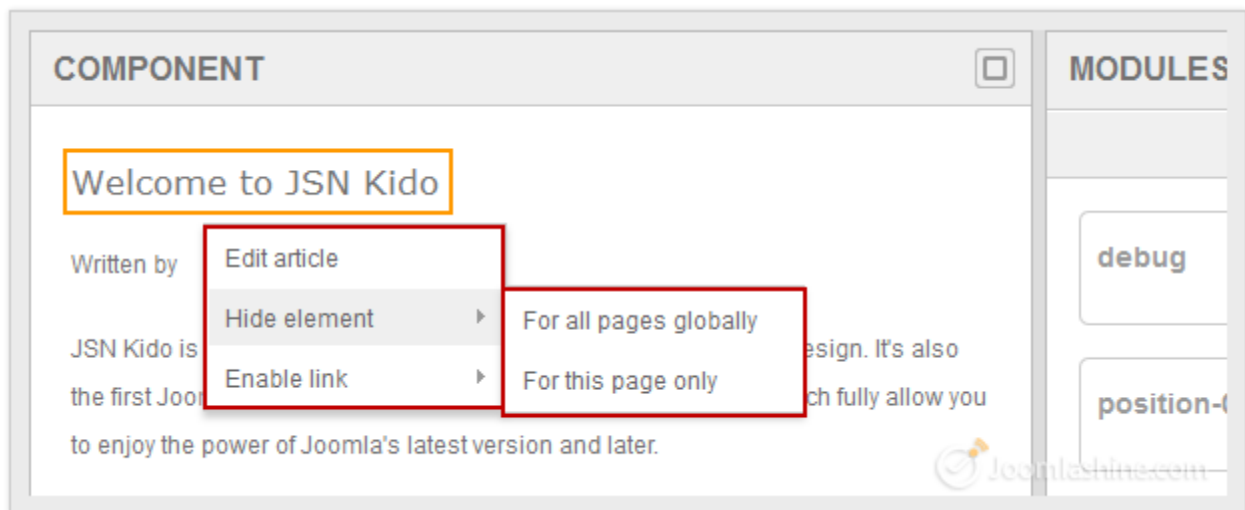 COMPONENT
MODULES
Welcome to JSN Kido
Written by
Edit article
Hide element
Enable link
For all pages globally
For this page only
JSN Kido is
esign. It's also
the first Joor
ch fully allow you
to enjoy the power of Joomla's latest version and later.
debug
position-
Joomlashine.com